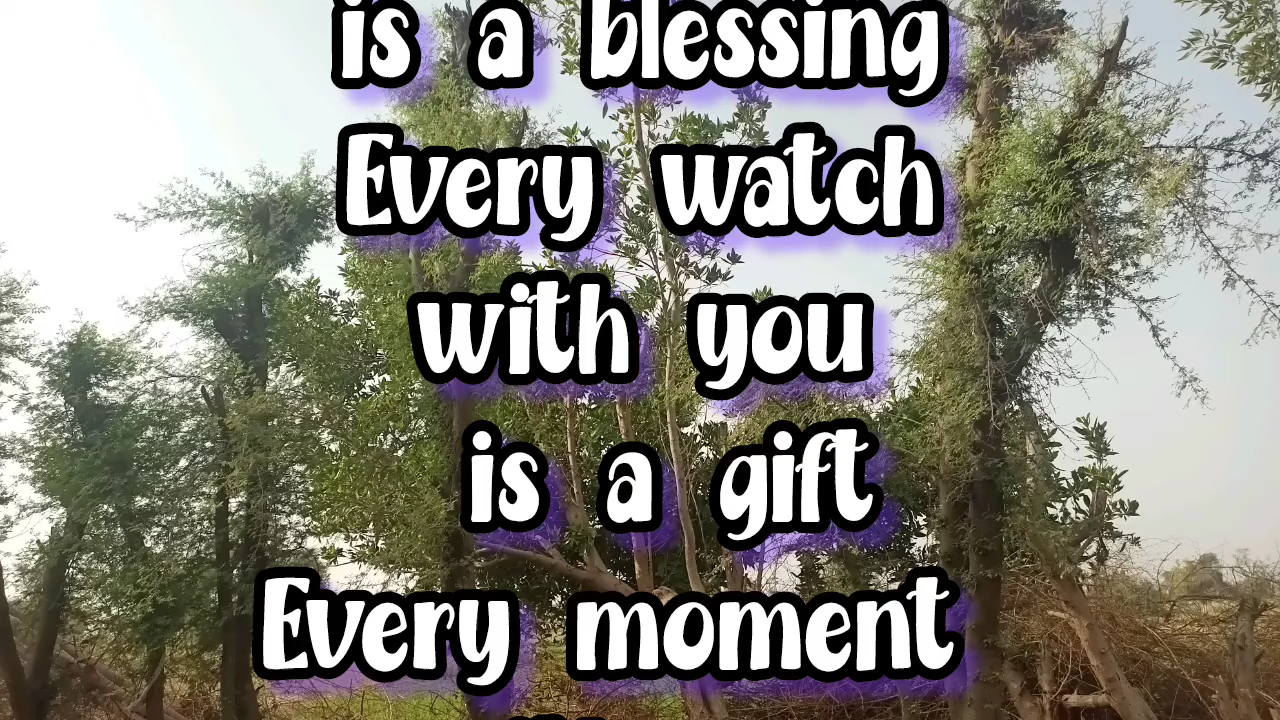 is a blessing
Every watch
with you
is a gift
Every moment